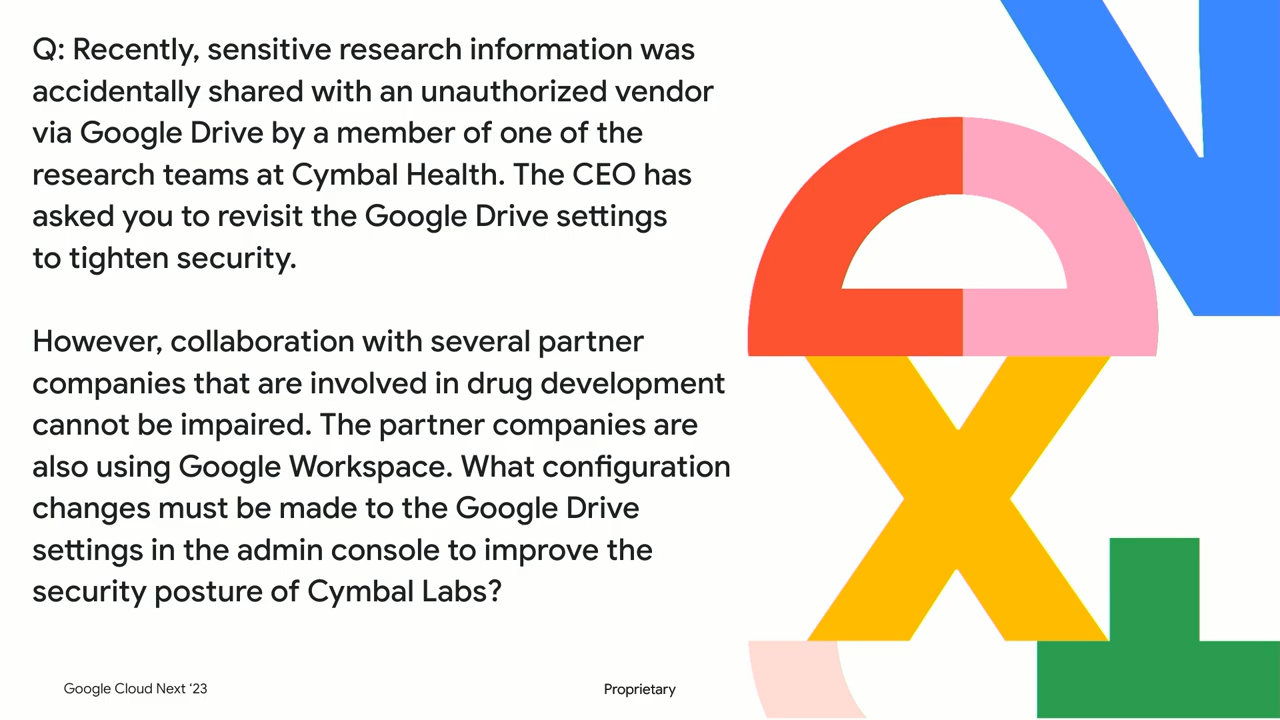 Q: Recently, sensitive research information was
accidentally shared with an unauthorized vendor
via Google Drive by a member of one of the
research teams at Cymbal Health. The CEO has
asked you to revisit the Google Drive settings
to tighten security.
However, collaboration with several partner
companies that are involved in drug development
cannot be impaired. The partner companies are
also using Google Workspace. What configuration
changes must be made to the Google Drive
settings in the admin console to improve the
security posture of Cymbal Labs?
Google Cloud Next ‘23
Proprietary